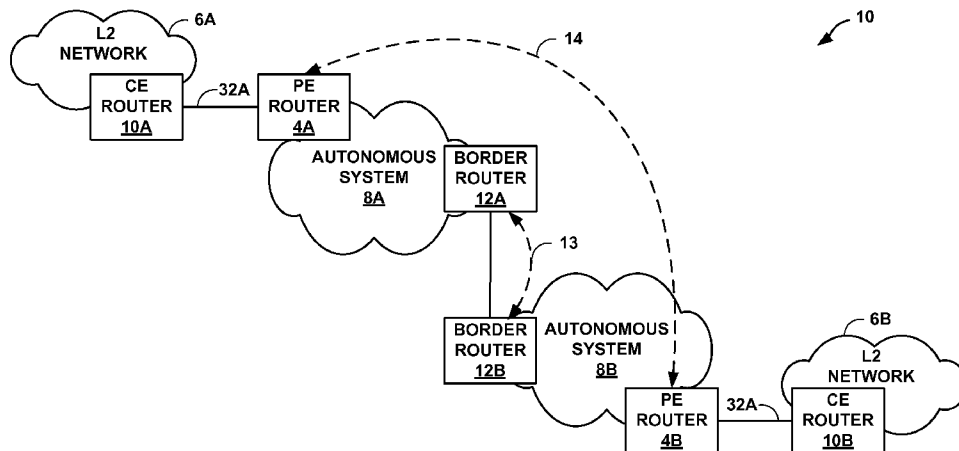 6A
L2
NETWORK
CE
ROUTER
10A
32A
PE
ROUTER
4A
14
10
AUTONOMOUS
SYSTEM
8A
BORDER
ROUTER
12A
13
BORDER
ROUTER
12B
AUTONOMOUS
SYSTEM
8B
6B
L2
NETWORK
PE
ROUTER
4B
32A
CE
ROUTER
10B